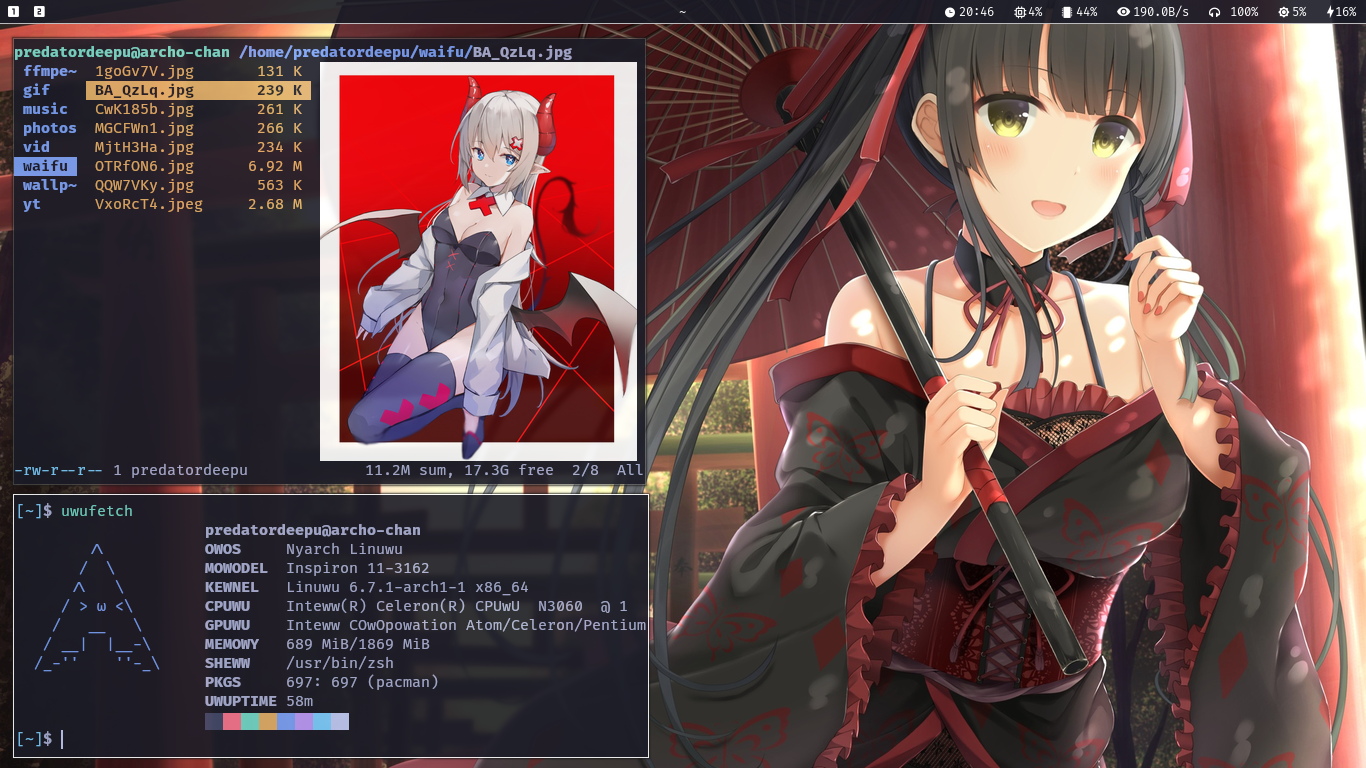 1 2 ~ 20:46 4% 44% 190.0B/s 100% 5% 16%
predatordeepu@archo-chan /home/predatordeepu/waifu/BA_QzLq.jpg
ffmpe~ 1goGv7V.jpg 131 K
gif BA_QzLq.jpg 239 K
music CwK185b.jpg 261 K
photos MGCFWn1.jpg 266 K
vid MjtH3Ha.jpg 234 K
waifu OTRfON6.jpg 6.92 M
wallp~ QQW7VKy.jpg 563 K
yt VxoRcT4.jpeg 2.68 M
-rw-r--r-- 1 predatordeepu 11.2M sum, 17.3G free 2/8 All
[~]$ uwufetch
predatordeepu@archo-chan
OWOS Nyarch Linuwu
MOWODEL Inspiron 11-3162
KEWNEL Linuwu 6.7.1-arch1-1 x86_64
CPUWU Inteww(R) Celeron(R) CPUwU N3060 @ 1
GPUWU Inteww COwOpowation Atom/Celeron/Pentium
MEMOWY 689 MiB/1869 MiB
SHEWW /usr/bin/zsh
PKGS 697: 697 (pacman)
UWUPTIME 58m
[~]$